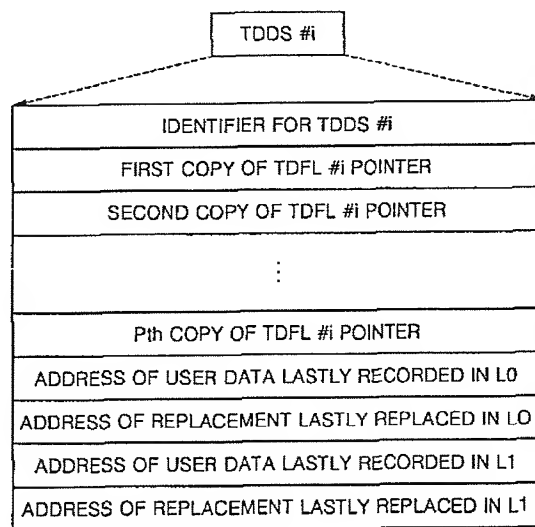 TDDS #i
IDENTIFIER FOR TDDS #i
FIRST COPY OF TDFL #i POINTER
SECOND COPY OF TDFL #i POINTER
⋮
Pth COPY OF TDFL #i POINTER
ADDRESS OF USER DATA LASTLY RECORDED IN L0
ADDRESS OF REPLACEMENT LASTLY REPLACED IN L0
ADDRESS OF USER DATA LASTLY RECORDED IN L1
ADDRESS OF REPLACEMENT LASTLY REPLACED IN L1